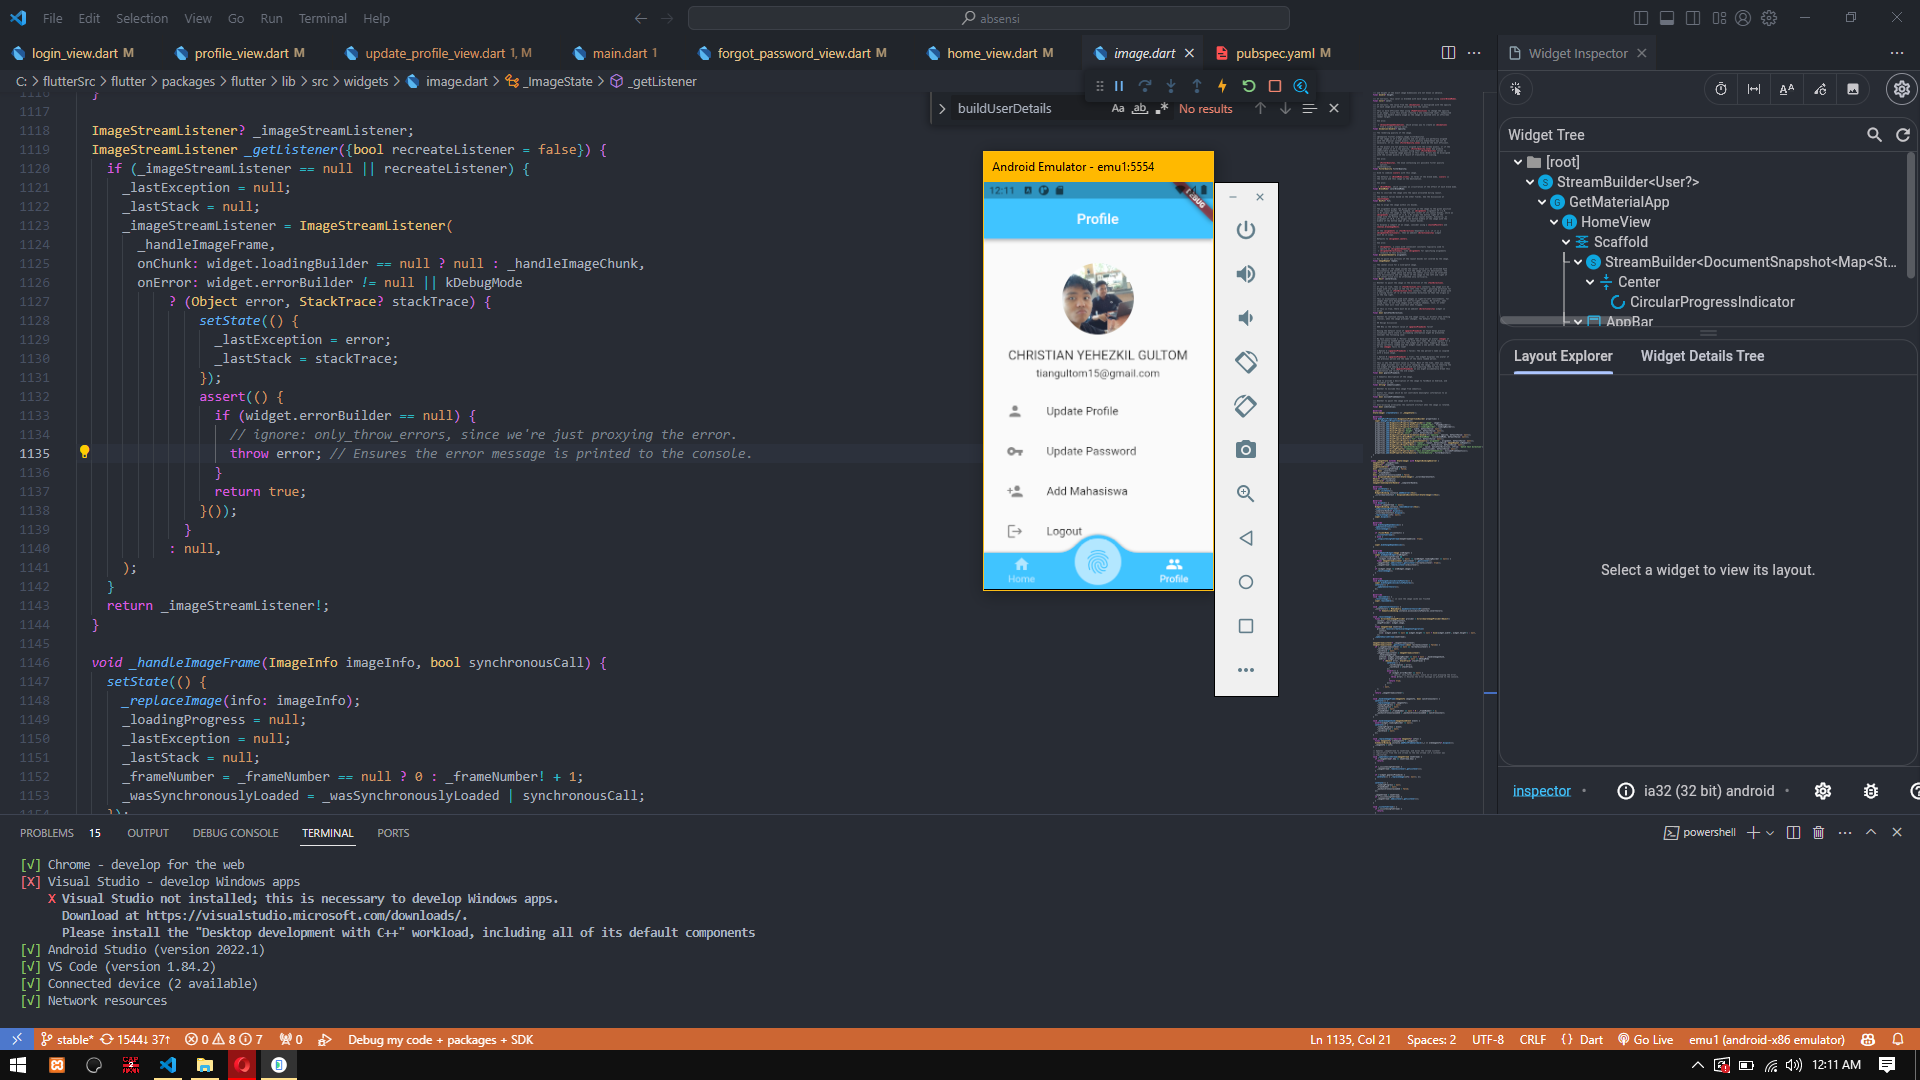 File Edit Selection View Go Run Terminal Help
absensi
login_view.dart M profile_view.dart M update_profile_view.dart 1, M main.dart 1 forgot_password_view.dart M home_view.dart M image.dart pubspec.yaml M
Widget Inspector
C: > flutterSrc > flutter > packages > flutter > lib > src > widgets > image.dart > _ImageState > _getListener
buildUserDetails
Aa ab. No results
1117
1118 ImageStreamListener? _imageStreamListener;
1119 ImageStreamListener _getListener({bool recreateListener = false}) {
1120 if (_imageStreamListener == null || recreateListener) {
1121 _lastException = null;
1122 _lastStack = null;
1123 _imageStreamListener = ImageStreamListener(
1124 _handleImageFrame,
1125 onChunk: widget.loadingBuilder == null ? null : _handleImageChunk,
1126 onError: widget.errorBuilder != null || kDebugMode
1127 ? (Object error, StackTrace? stackTrace) {
1128 setState(() {
1129 _lastException = error;
1130 _lastStack = stackTrace;
1131 });
1132 assert(() {
1133 if (widget.errorBuilder == null) {
1134 // ignore: only_throw_errors, since we're just proxying the error.
1135 throw error; // Ensures the error message is printed to the console.
1136 }
1137 return true;
1138 }());
1139 }
1140 : null,
1141 );
1142 }
1143 return _imageStreamListener!;
1144 }
1145
1146 void _handleImageFrame(ImageInfo imageInfo, bool synchronousCall) {
1147 setState(() {
1148 _replaceImage(info: imageInfo);
1149 _loadingProgress = null;
1150 _lastException = null;
1151 _lastStack = null;
1152 _frameNumber = _frameNumber == null ? 0 : _frameNumber! + 1;
1153 _wasSynchronouslyLoaded = _wasSynchronouslyLoaded | synchronousCall;
1154 });
Android Emulator - emu1:5554
12:11
DEBUG
Profile
CHRISTIAN YEHEZKIL GULTOM
tiangultom15@gmail.com
Update Profile
Update Password
Add Mahasiswa
Logout
Home
Profile
Widget Tree
[root]
StreamBuilder<User?>
GetMaterialApp
HomeView
Scaffold
StreamBuilder<DocumentSnapshot<Map<St...
Center
CircularProgressIndicator
AppBar
Layout Explorer Widget Details Tree
Select a widget to view its layout.
inspector • ia32 (32 bit) android •
PROBLEMS 15 OUTPUT DEBUG CONSOLE TERMINAL PORTS
powershell
[√] Chrome - develop for the web
[X] Visual Studio - develop Windows apps
X Visual Studio not installed; this is necessary to develop Windows apps.
Download at https://visualstudio.microsoft.com/downloads/.
Please install the "Desktop development with C++" workload, including all of its default components
[√] Android Studio (version 2022.1)
[√] VS Code (version 1.84.2)
[√] Connected device (2 available)
[√] Network resources
stable* 1544↓ 37↑ 0 8 7 0 Debug my code + packages + SDK
Ln 1135, Col 21 Spaces: 2 UTF-8 CRLF {} Dart Go Live emu1 (android-x86 emulator)
12:11 AM